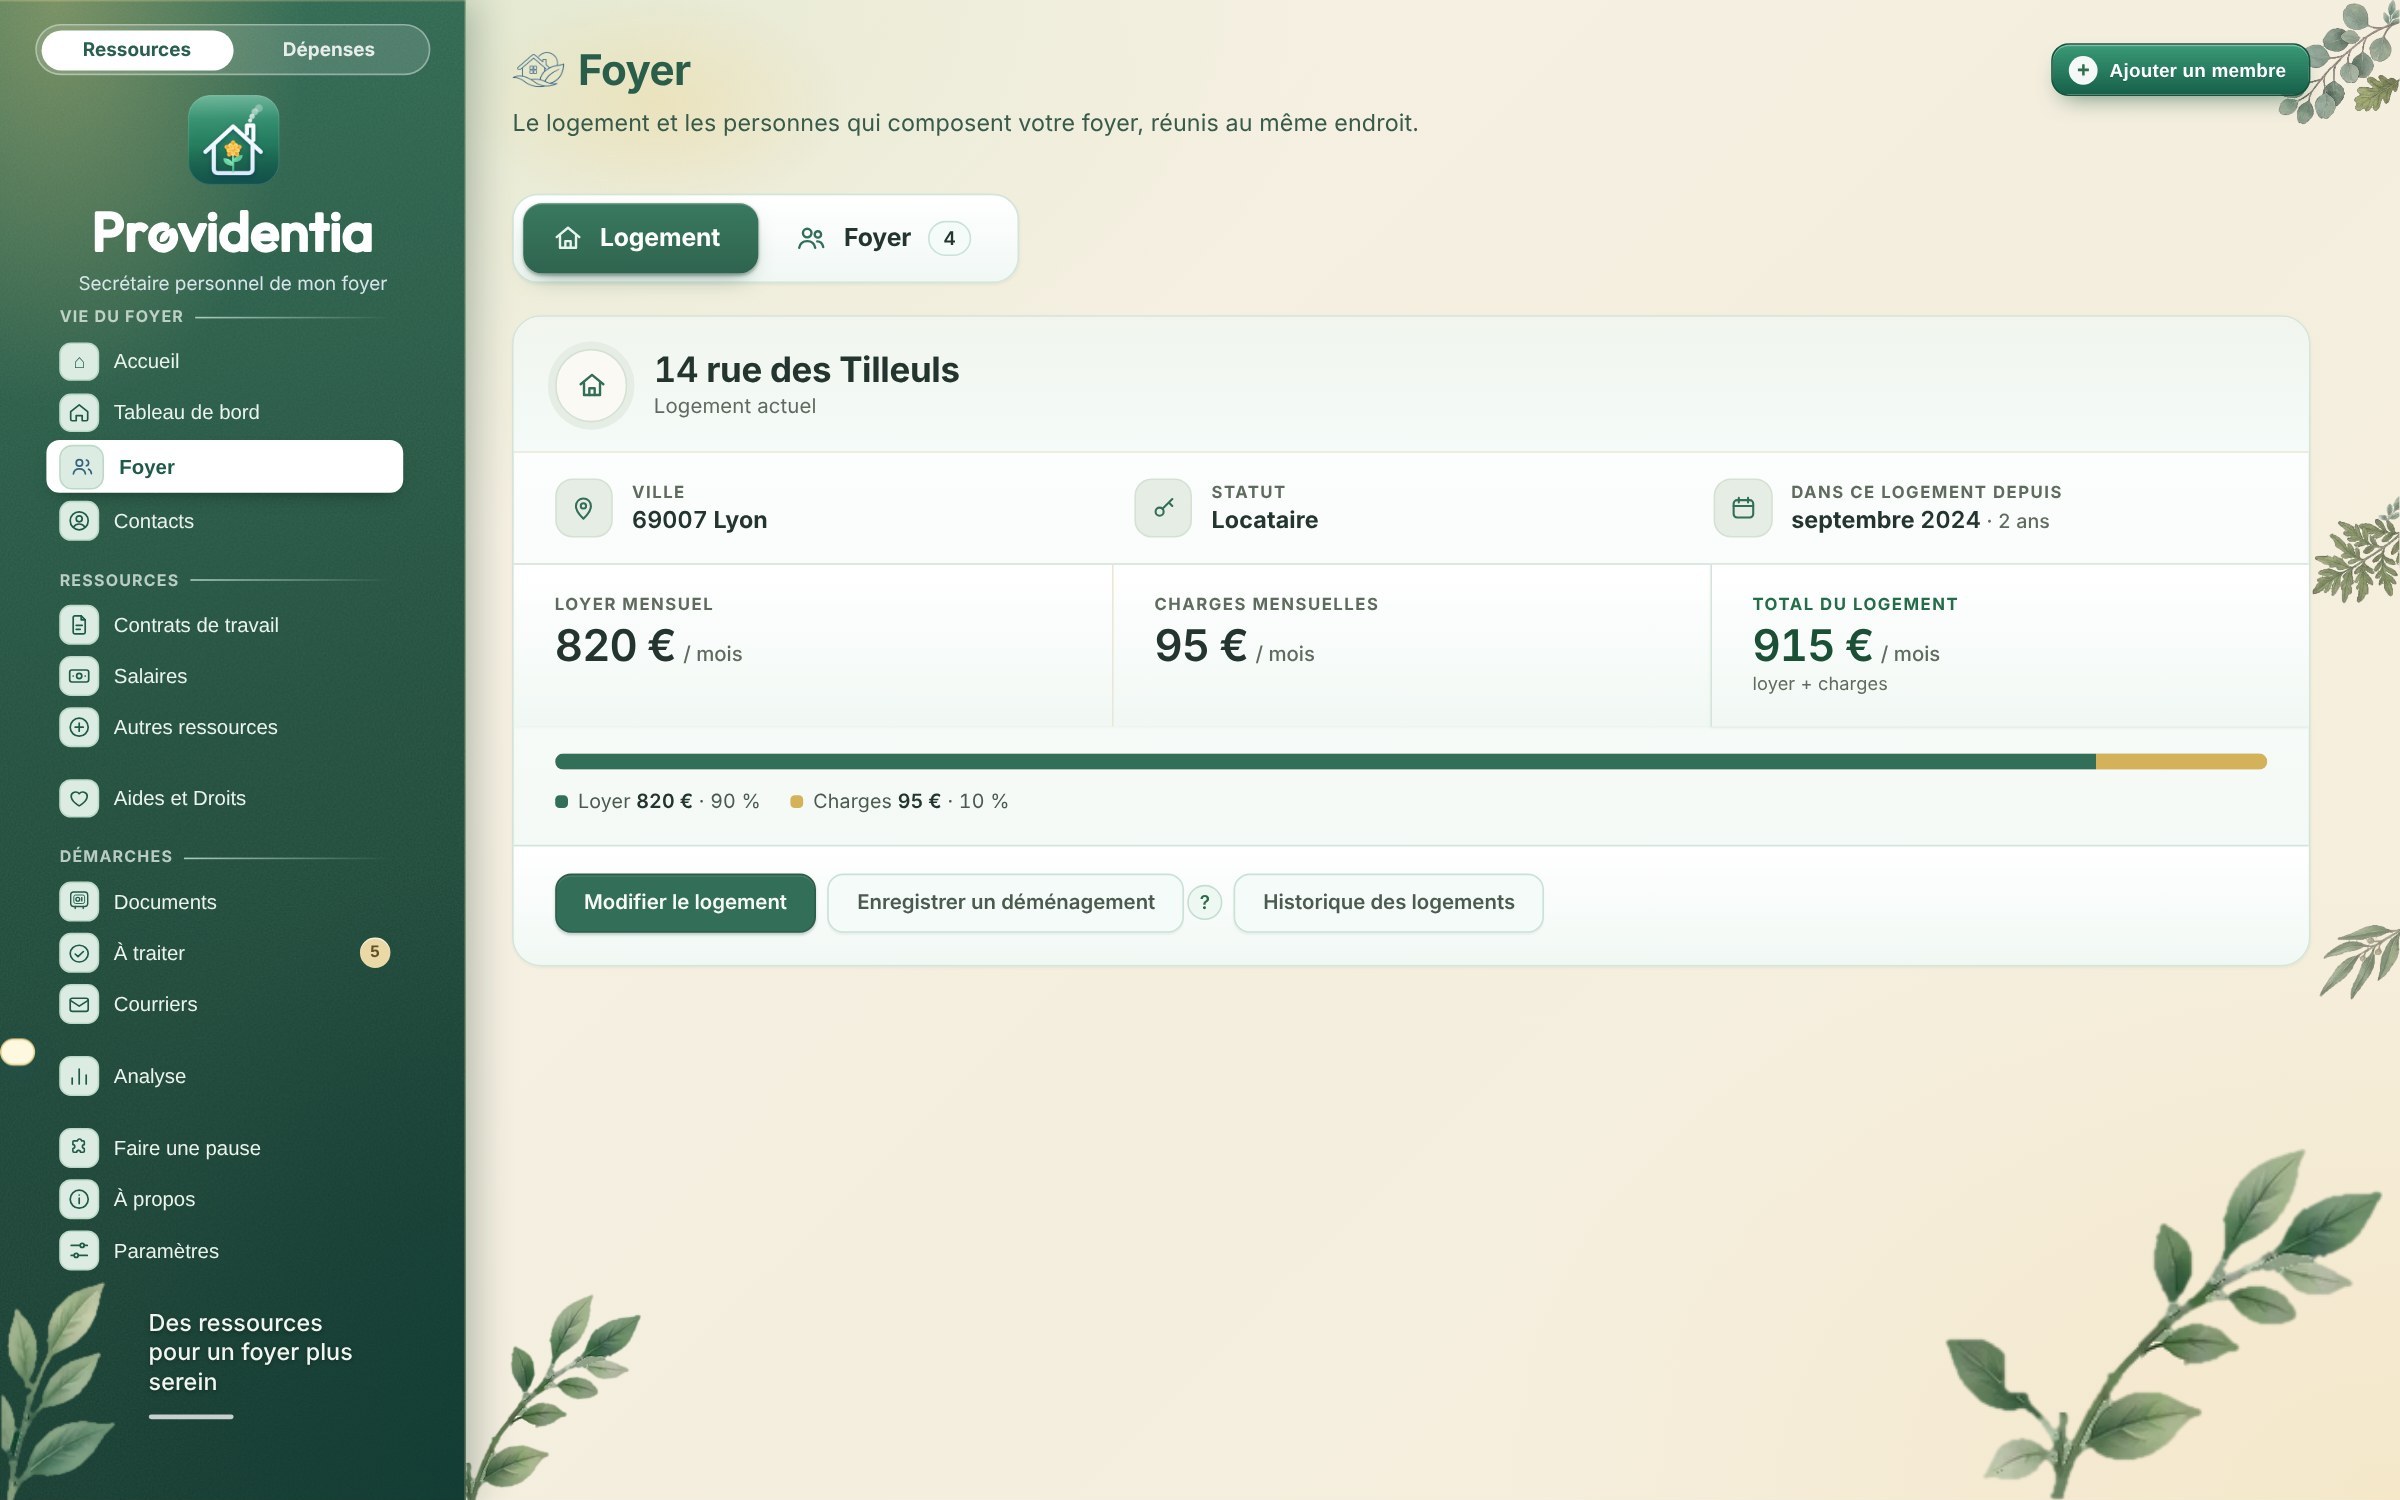 Ressources
Dépenses
Providentia
Secrétaire personnel de mon foyer
VIE DU FOYER
Accueil
Tableau de bord
Foyer
Contacts
RESSOURCES
Contrats de travail
Salaires
Autres ressources
Aides et Droits
DÉMARCHES
Documents
À traiter
5
Courriers
Analyse
Faire une pause
À propos
Paramètres
Des ressources
pour un foyer plus
serein
Foyer
Le logement et les personnes qui composent votre foyer, réunis au même endroit.
Ajouter un membre
Logement
Foyer 4
14 rue des Tilleuls
Logement actuel
VILLE
69007 Lyon
STATUT
Locataire
DANS CE LOGEMENT DEPUIS
septembre 2024 · 2 ans
LOYER MENSUEL
820 € / mois
CHARGES MENSUELLES
95 € / mois
TOTAL DU LOGEMENT
915 € / mois
loyer + charges
Loyer 820 € · 90 %
Charges 95 € · 10 %
Modifier le logement
Enregistrer un déménagement
?
Historique des logements